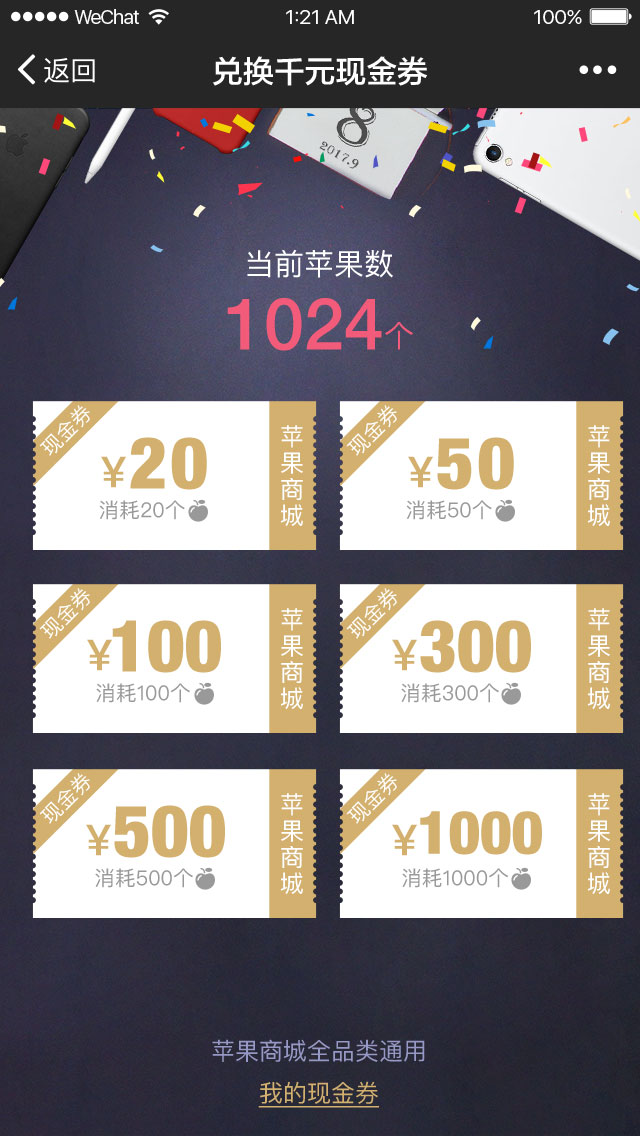 WeChat 1:21 AM 100%
返回 兑换千元现金券
8
2017.9
当前苹果数
1024个
现金券
¥20
消耗20个
苹果商城
现金券
¥50
消耗50个
苹果商城
现金券
¥100
消耗100个
苹果商城
现金券
¥300
消耗300个
苹果商城
现金券
¥500
消耗500个
苹果商城
现金券
¥1000
消耗1000个
苹果商城
苹果商城全品类通用
我的现金券